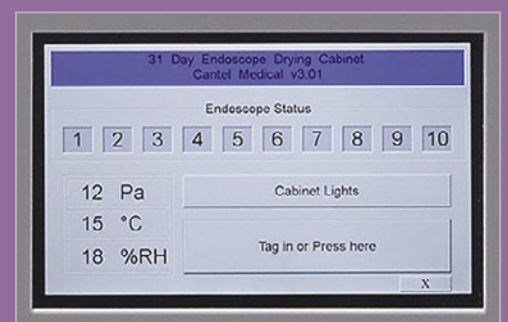 31 Day Endoscope Drying Cabinet
Cantel Medical v3.01
Endoscope Status
1 2 3 4 5 6 7 8 9 10
12 Pa
Cabinet Lights
15 °C
18 %RH
Tag in or Press here
X